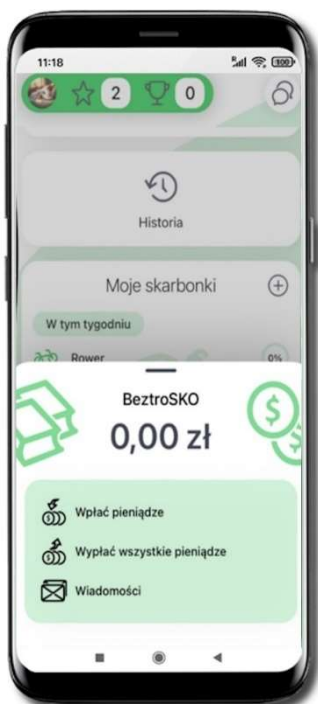 11:18
R
100
2
0
Historia
Moje skarbonki
W tym tygodniu
Rower
0%
BeztroSKO
0,00 zł
$
$
Wpłać pieniądze
Wypłać wszystkie pieniądze
Wiadomości